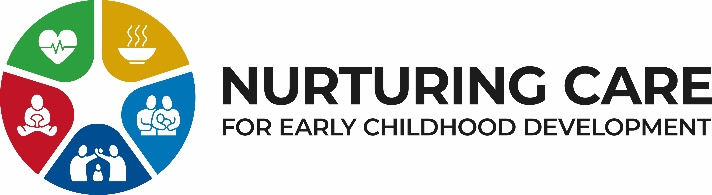 NURTURING CARE
FOR EARLY CHILDHOOD DEVELOPMENT